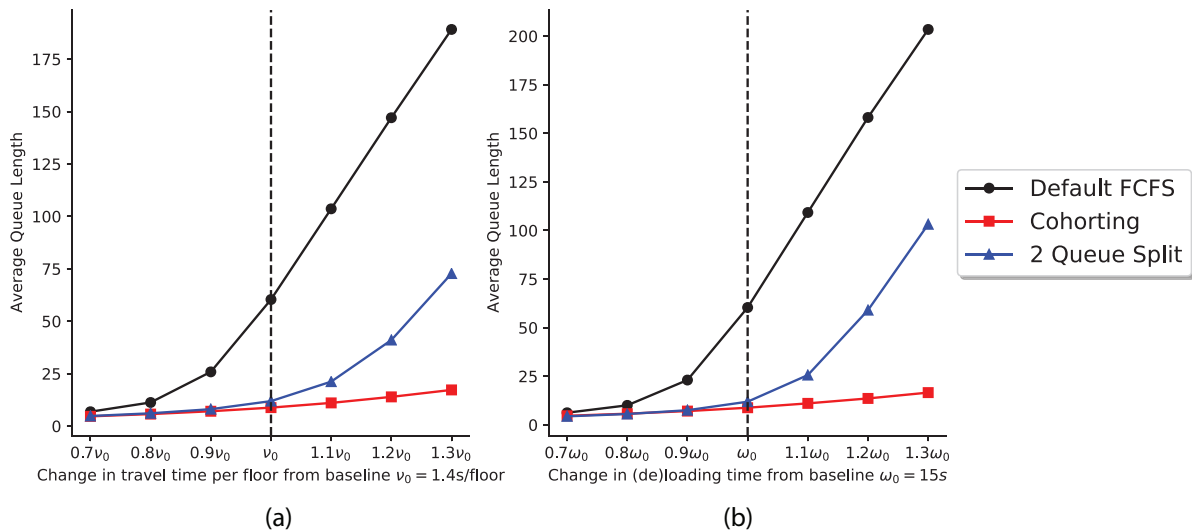 Average Queue Length
175
150
125
100
75
50
25
0
0.7ν₀ 0.8ν₀ 0.9ν₀ ν₀ 1.1ν₀ 1.2ν₀ 1.3ν₀
Change in travel time per floor from baseline ν₀ = 1.4s/floor
(a)
Average Queue Length
200
175
150
125
100
75
50
25
0
0.7ω₀ 0.8ω₀ 0.9ω₀ ω₀ 1.1ω₀ 1.2ω₀ 1.3ω₀
Change in (de)loading time from baseline ω₀ = 15s
(b)
Default FCFS
Cohorting
2 Queue Split